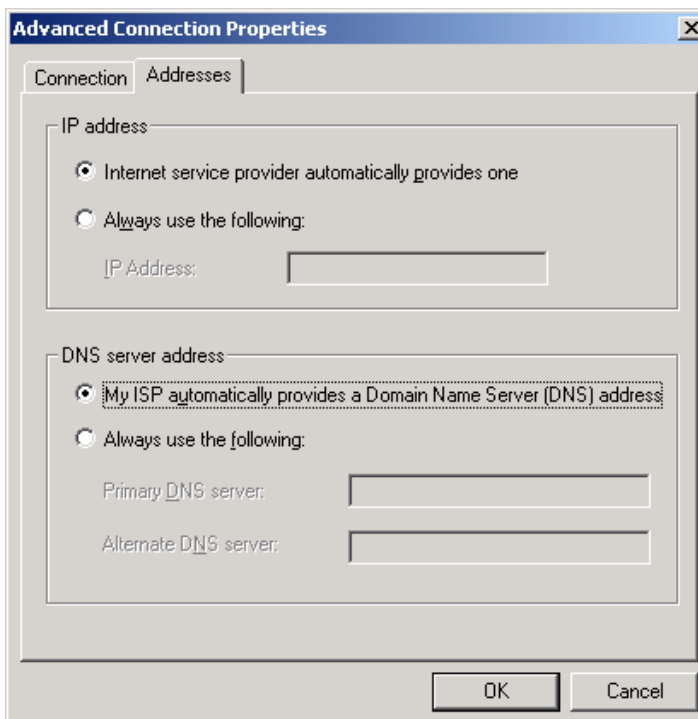 Advanced Connection Properties
Connection
Addresses
IP address
Internet service provider automatically provides one
Always use the following:
IP Address:
DNS server address
My ISP automatically provides a Domain Name Server (DNS) address
Always use the following:
Primary DNS server:
Alternate DNS server:
OK
Cancel